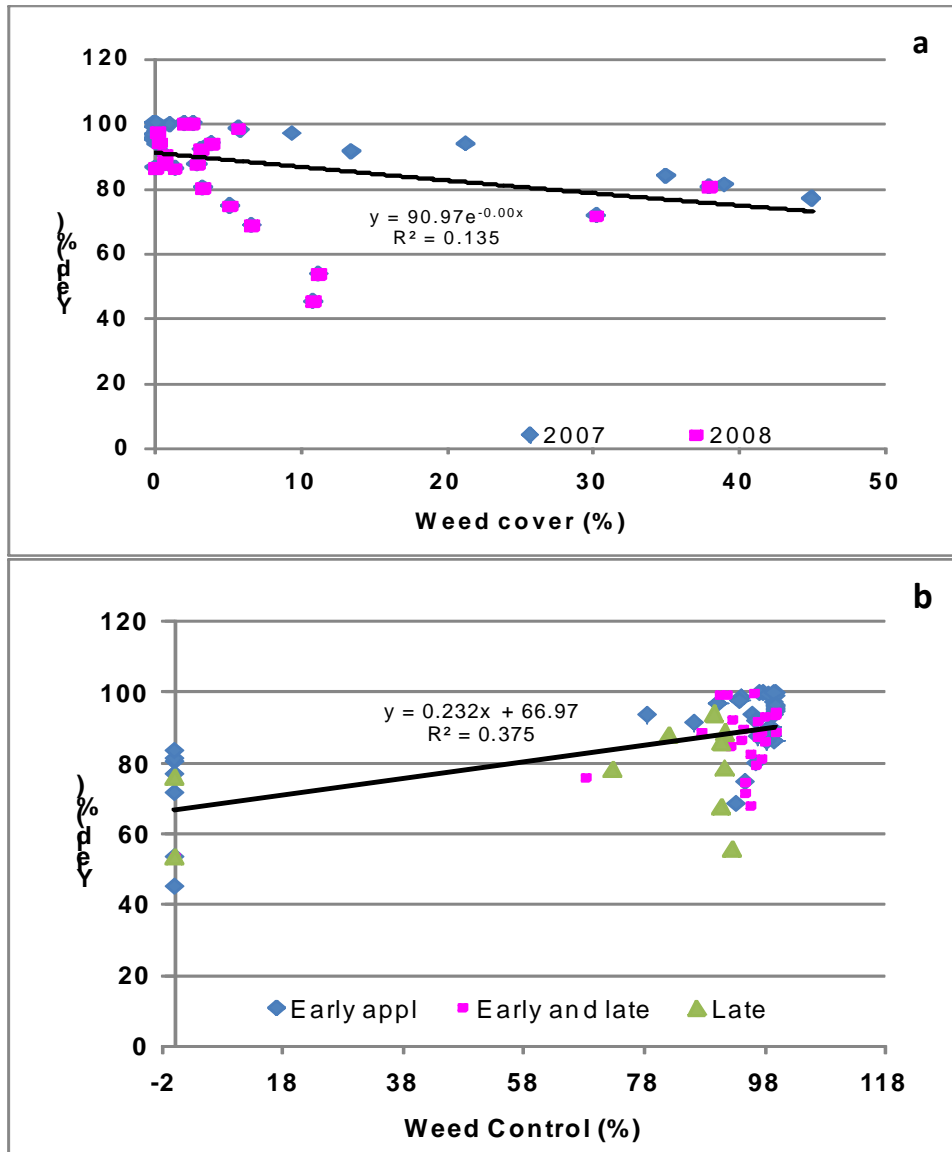 a
120
100
80
60
40
20
0
Yield (%)
y = 90.97e^-0.00x
R² = 0.135
2007 2008
0 10 20 30 40 50
Weed cover (%)
b
120
100
80
60
40
20
0
Yield (%)
y = 0.232x + 66.97
R² = 0.375
Early appl Early and late Late
-2 18 38 58 78 98 118
Weed Control (%)